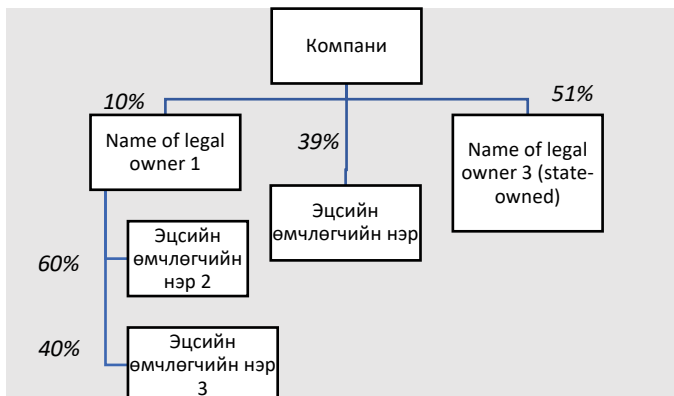 Компани
10%
51%
Name of legal
owner 1
39%
Name of legal
owner 3 (state-
owned)
Эцсийн
өмчлөгчийн нэр
Эцсийн
өмчлөгчийн
нэр 2
60%
40%
Эцсийн
өмчлөгчийн нэр
3